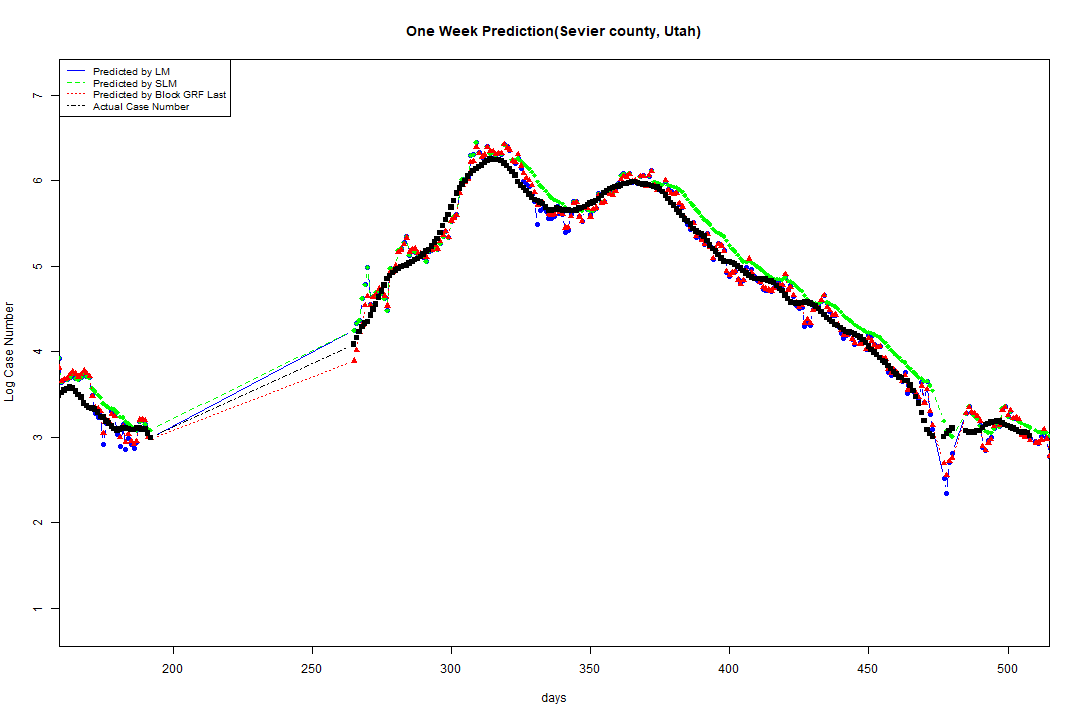 One Week Prediction(Sevier county, Utah)
Predicted by LM
Predicted by SLM
Predicted by Block GRF Last
Actual Case Number
7
6
5
4
3
2
1
Log Case Number
200 250 300 350 400 450 500
days